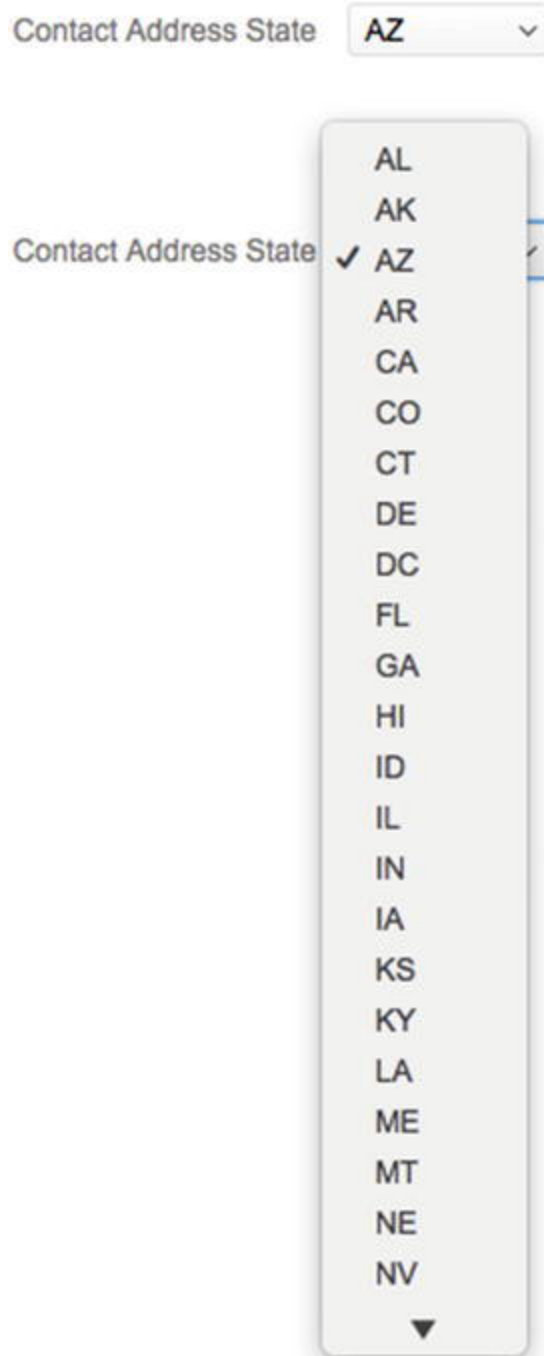 Contact Address State AZ
AL
AK
Contact Address State ✓ AZ
AR
CA
CO
CT
DE
DC
FL
GA
HI
ID
IL
IN
IA
KS
KY
LA
ME
MT
NE
NV